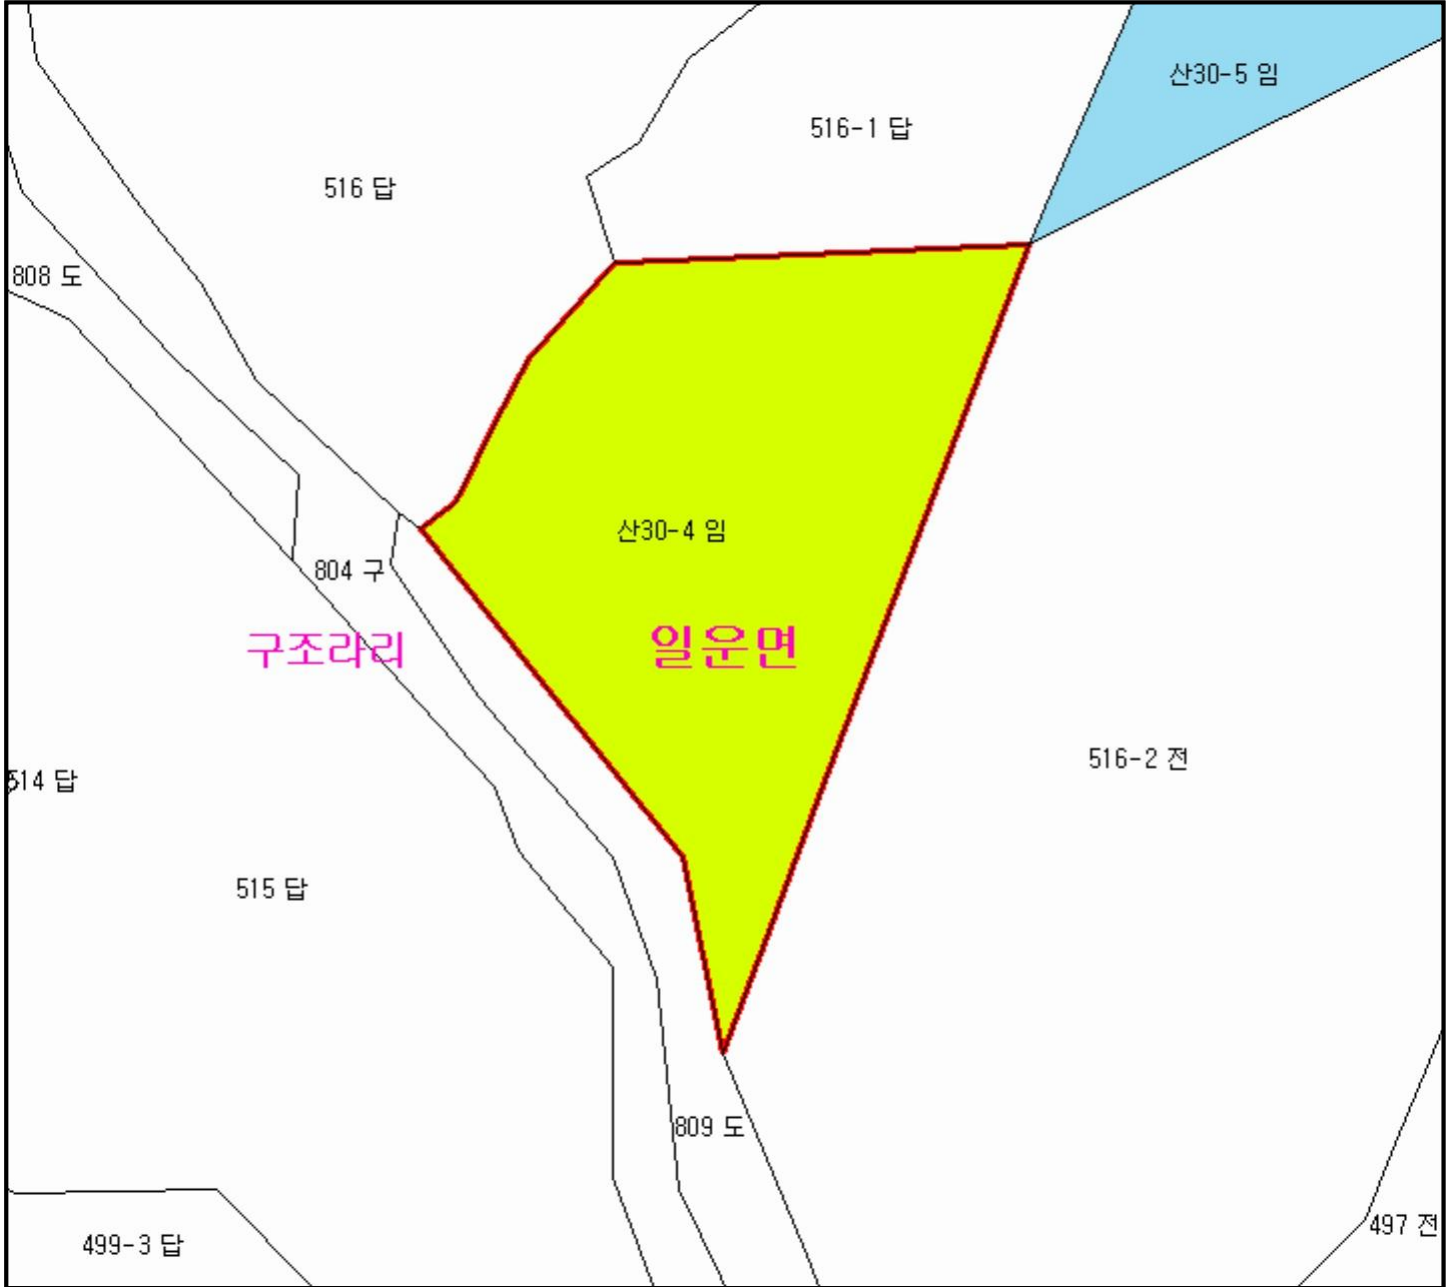 산30-5 임
516-1 답
516 답
808 도
산30-4 임
804 구
구조라리
일운면
516-2 전
514 답
515 답
809 도
497 전
499-3 답